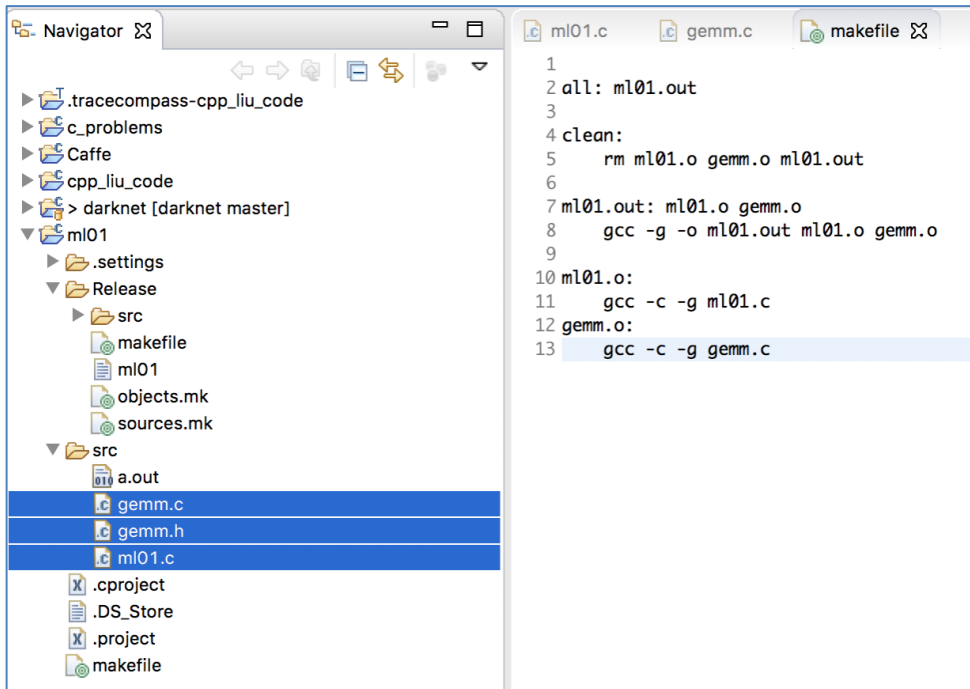 Navigator
.tracecompass-cpp_liu_code
c_problems
Caffe
cpp_liu_code
> darknet [darknet master]
ml01
.settings
Release
src
makefile
ml01
objects.mk
sources.mk
src
a.out
gemm.c
gemm.h
ml01.c
.cproject
.DS_Store
.project
makefile
ml01.c gemm.c makefile
1
2 all: ml01.out
3
4 clean:
5 rm ml01.o gemm.o ml01.out
6
7 ml01.out: ml01.o gemm.o
8 gcc -g -o ml01.out ml01.o gemm.o
9
10 ml01.o:
11 gcc -c -g ml01.c
12 gemm.o:
13 gcc -c -g gemm.c